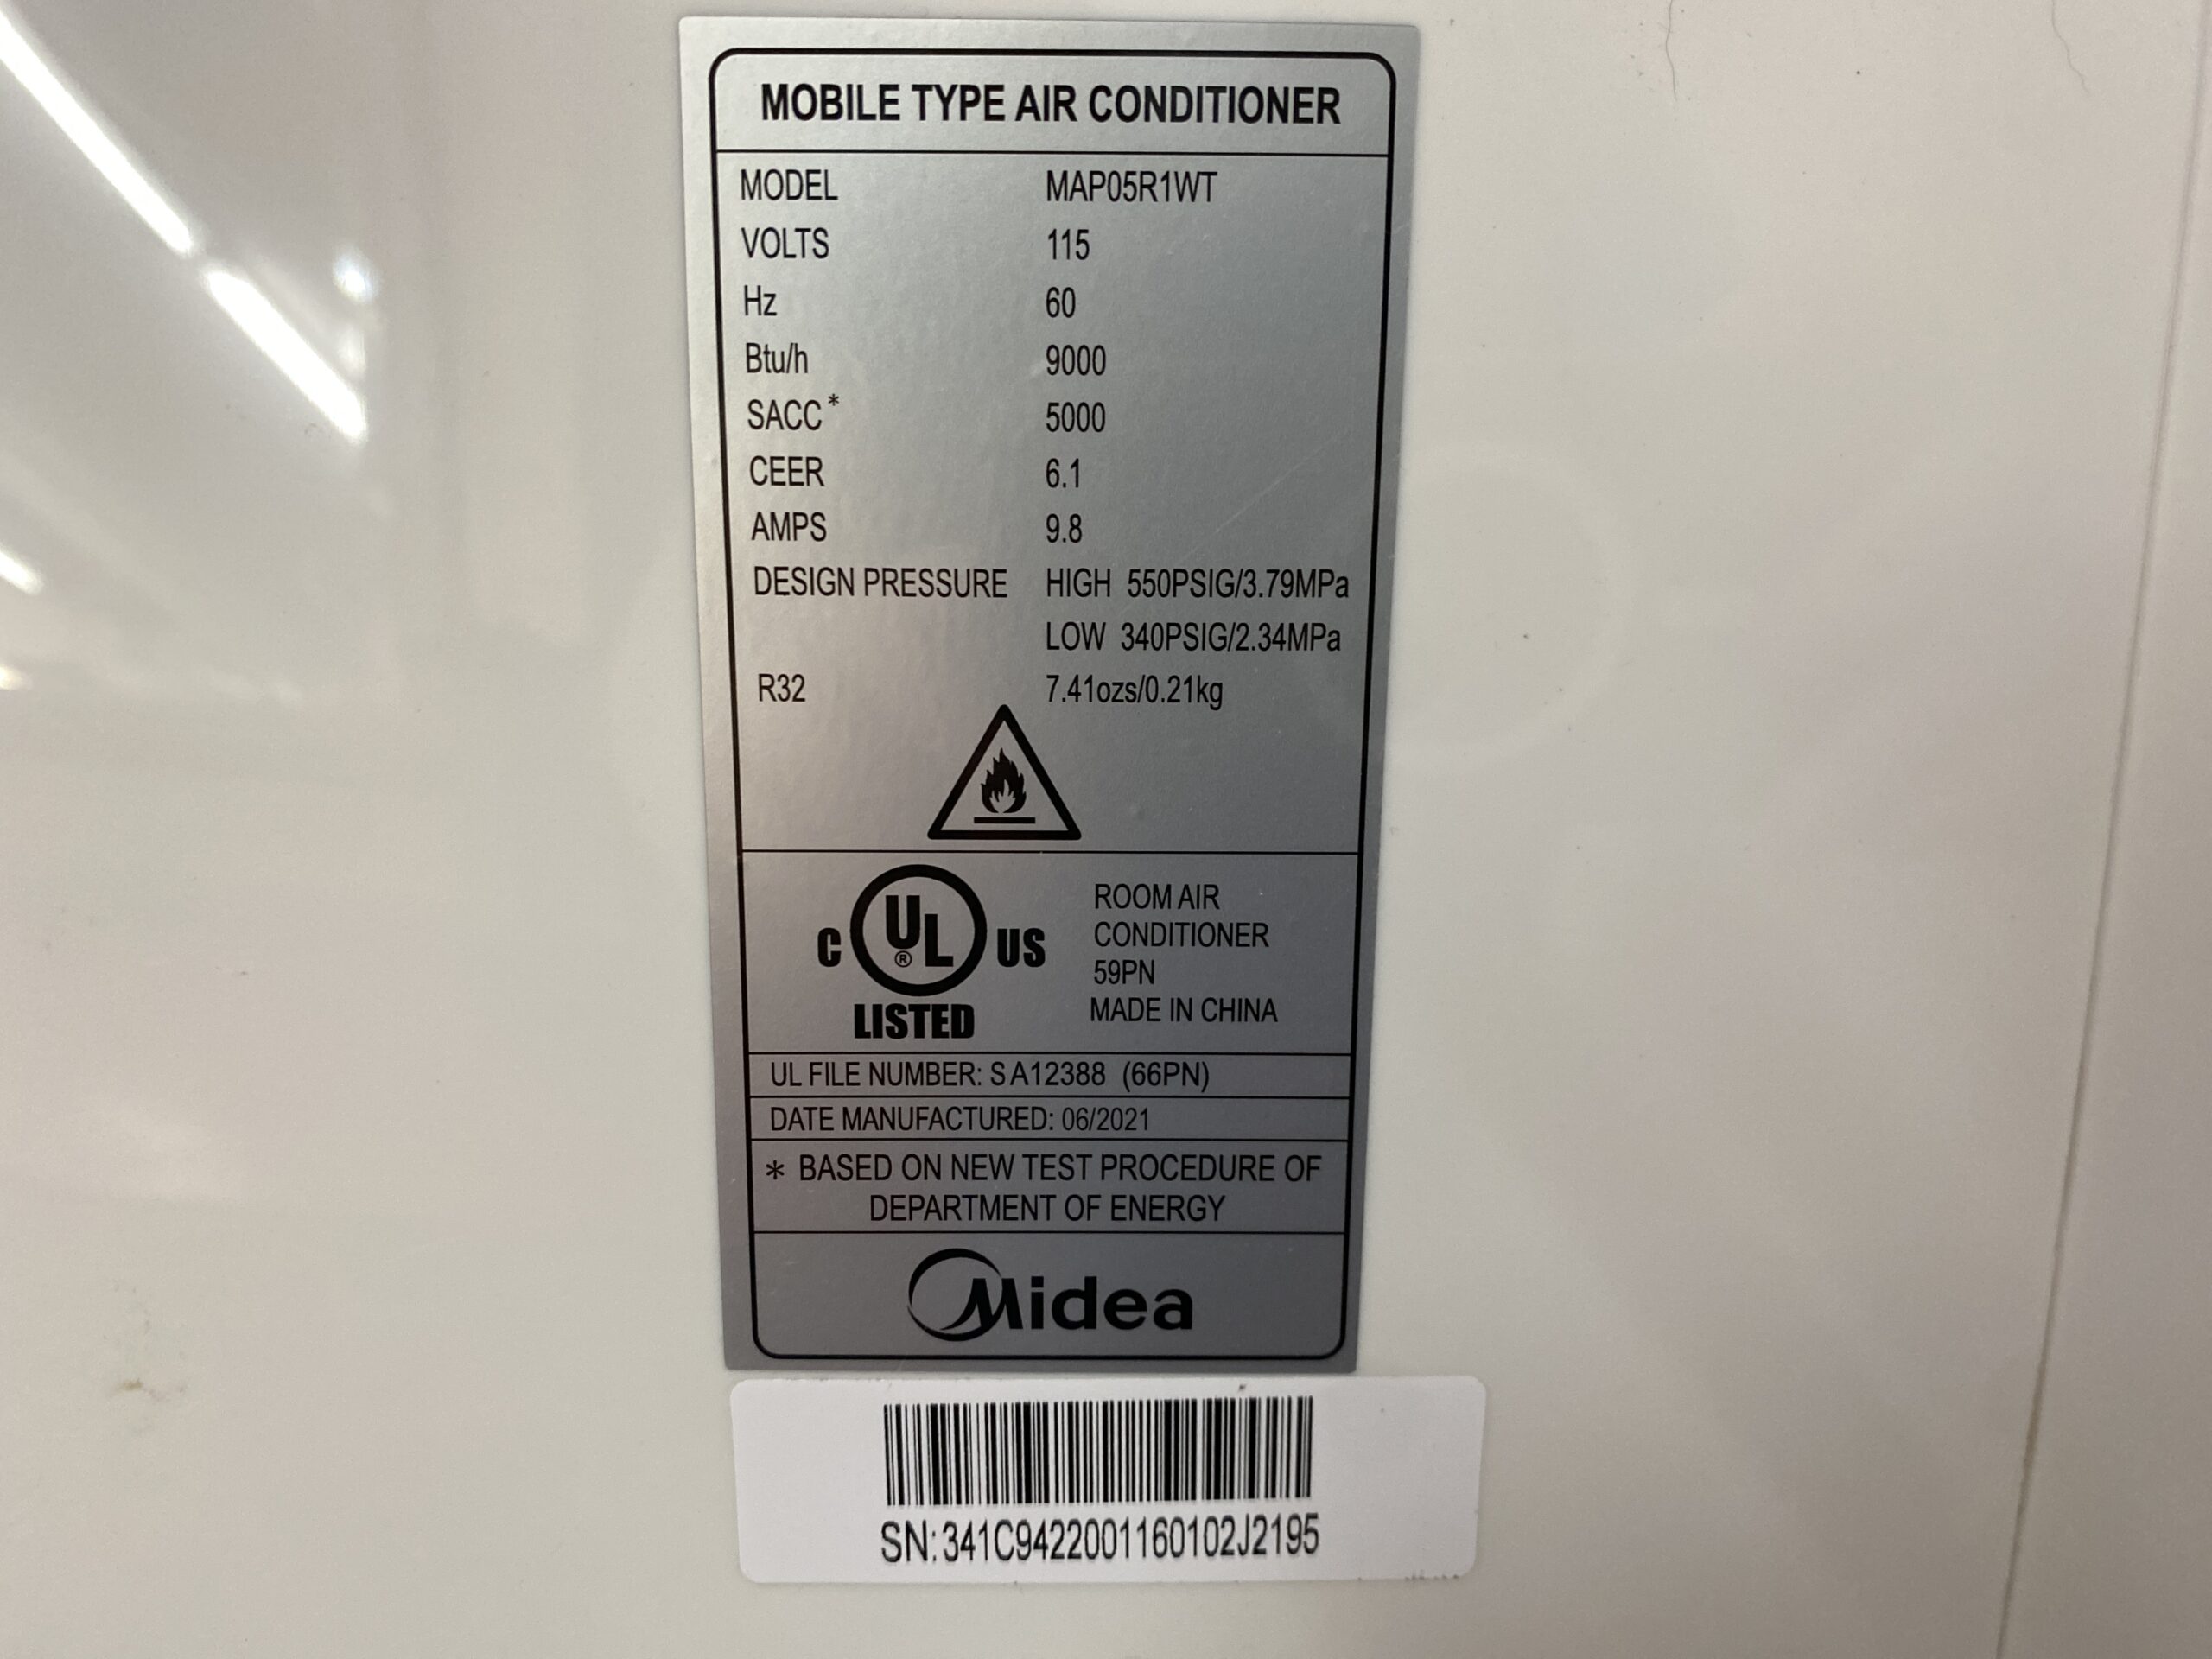 MOBILE TYPE AIR CONDITIONER
MODEL MAP05R1WT
VOLTS 115
Hz 60
Btu/h 9000
SACC* 5000
CEER 6.1
AMPS 9.8
DESIGN PRESSURE HIGH 550PSIG/3.79MPa
LOW 340PSIG/2.34MPa
R32 7.41ozs/0.21kg
C UL® US
LISTED
ROOM AIR
CONDITIONER
59PN
MADE IN CHINA
UL FILE NUMBER: SA12388 (66PN)
DATE MANUFACTURED: 06/2021
* BASED ON NEW TEST PROCEDURE OF
DEPARTMENT OF ENERGY
Midea
SN:341C9422001160102J2195